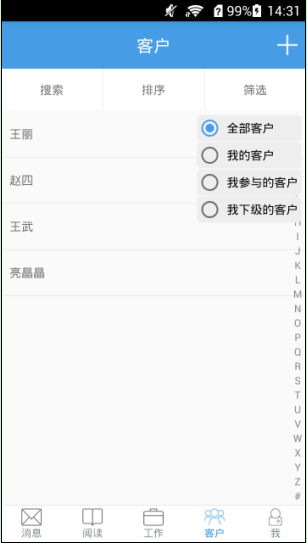 99% 14:31
客户
搜索 排序 筛选
王丽
全部客户
我的客户
赵四
我参与的客户
我下级的客户
王武
亮晶晶
H
I
J
K
L
M
N
O
P
Q
R
S
T
U
V
W
X
Y
Z
#
消息 阅读 工作 客户 我